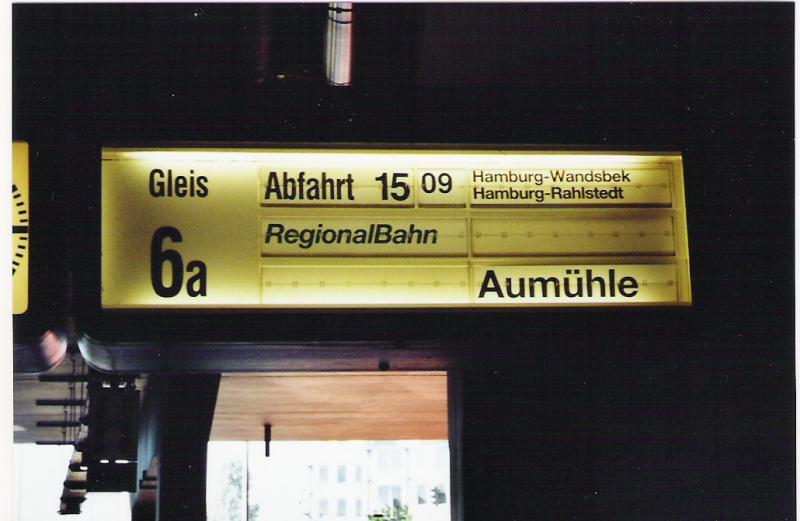 Gleis
6a
Abfahrt 15 09
RegionalBahn
Hamburg-Wandsbek
Hamburg-Rahlstedt
Aumühle